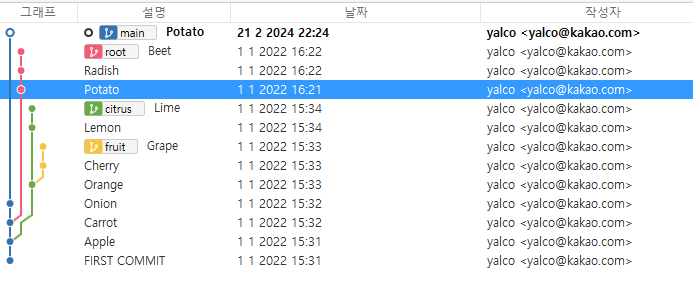 그래프 설명 날짜 작성자
main Potato 21 2 2024 22:24 yalco <yalco@kakao.com>
root Beet 1 1 2022 16:22 yalco <yalco@kakao.com>
Radish 1 1 2022 16:22 yalco <yalco@kakao.com>
Potato 1 1 2022 16:21 yalco <yalco@kakao.com>
citrus Lime 1 1 2022 15:34 yalco <yalco@kakao.com>
Lemon 1 1 2022 15:34 yalco <yalco@kakao.com>
fruit Grape 1 1 2022 15:33 yalco <yalco@kakao.com>
Cherry 1 1 2022 15:33 yalco <yalco@kakao.com>
Orange 1 1 2022 15:33 yalco <yalco@kakao.com>
Onion 1 1 2022 15:32 yalco <yalco@kakao.com>
Carrot 1 1 2022 15:32 yalco <yalco@kakao.com>
Apple 1 1 2022 15:31 yalco <yalco@kakao.com>
FIRST COMMIT 1 1 2022 15:31 yalco <yalco@kakao.com>